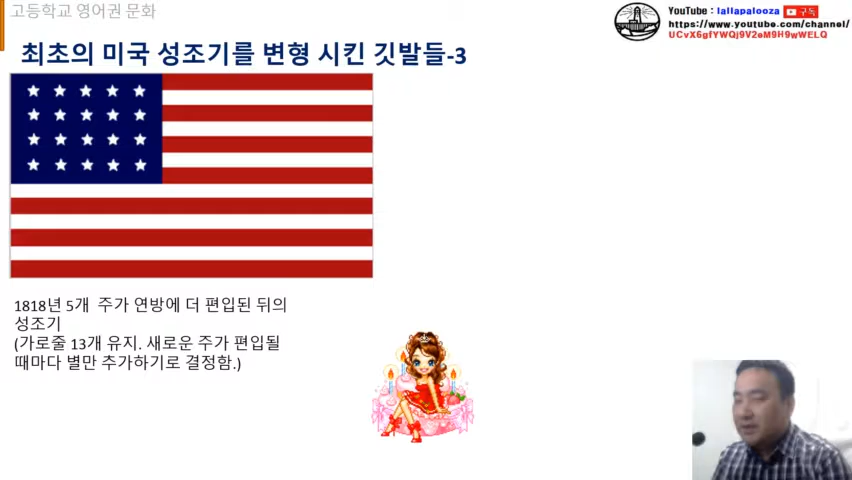 고등학교 영어권 문화
YouTube : lallapalooza 구독
https://www.youtube.com/channel/
UCvX6gfYWQj9V2eM9H9wWELQ
최초의 미국 성조기를 변형 시킨 깃발들-3
1818년 5개 주가 연방에 더 편입된 뒤의
성조기
(가로줄 13개 유지. 새로운 주가 편입될
때마다 별만 추가하기로 결정함.)